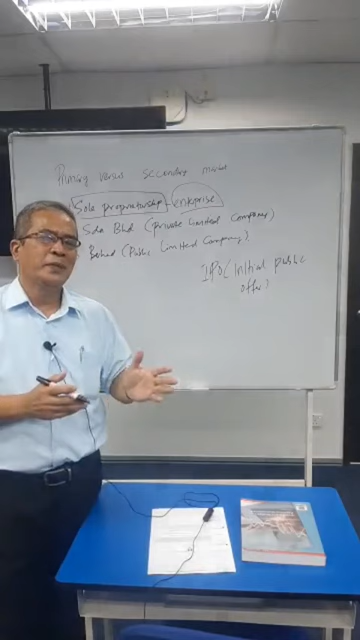 Primary versus secondary market
Sole proprietorship - enterprise
Sdn Bhd (private limited company)
Berhad (Public Limited Company)
IPO (initial public
offer)